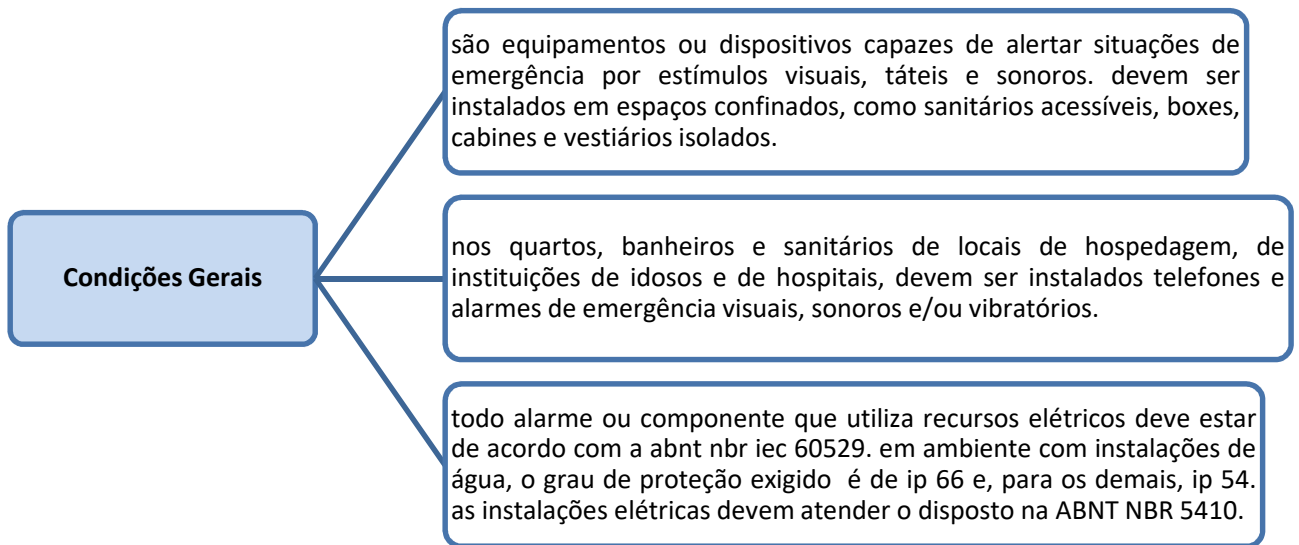 Condições Gerais
são equipamentos ou dispositivos capazes de alertar situações de
emergência por estímulos visuais, táteis e sonoros. devem ser
instalados em espaços confinados, como sanitários acessíveis, boxes,
cabines e vestiários isolados.
nos quartos, banheiros e sanitários de locais de hospedagem, de
instituições de idosos e de hospitais, devem ser instalados telefones e
alarmes de emergência visuais, sonoros e/ou vibratórios.
todo alarme ou componente que utiliza recursos elétricos deve estar
de acordo com a abnt nbr iec 60529. em ambiente com instalações de
água, o grau de proteção exigido é de ip 66 e, para os demais, ip 54.
as instalações elétricas devem atender o disposto na ABNT NBR 5410.